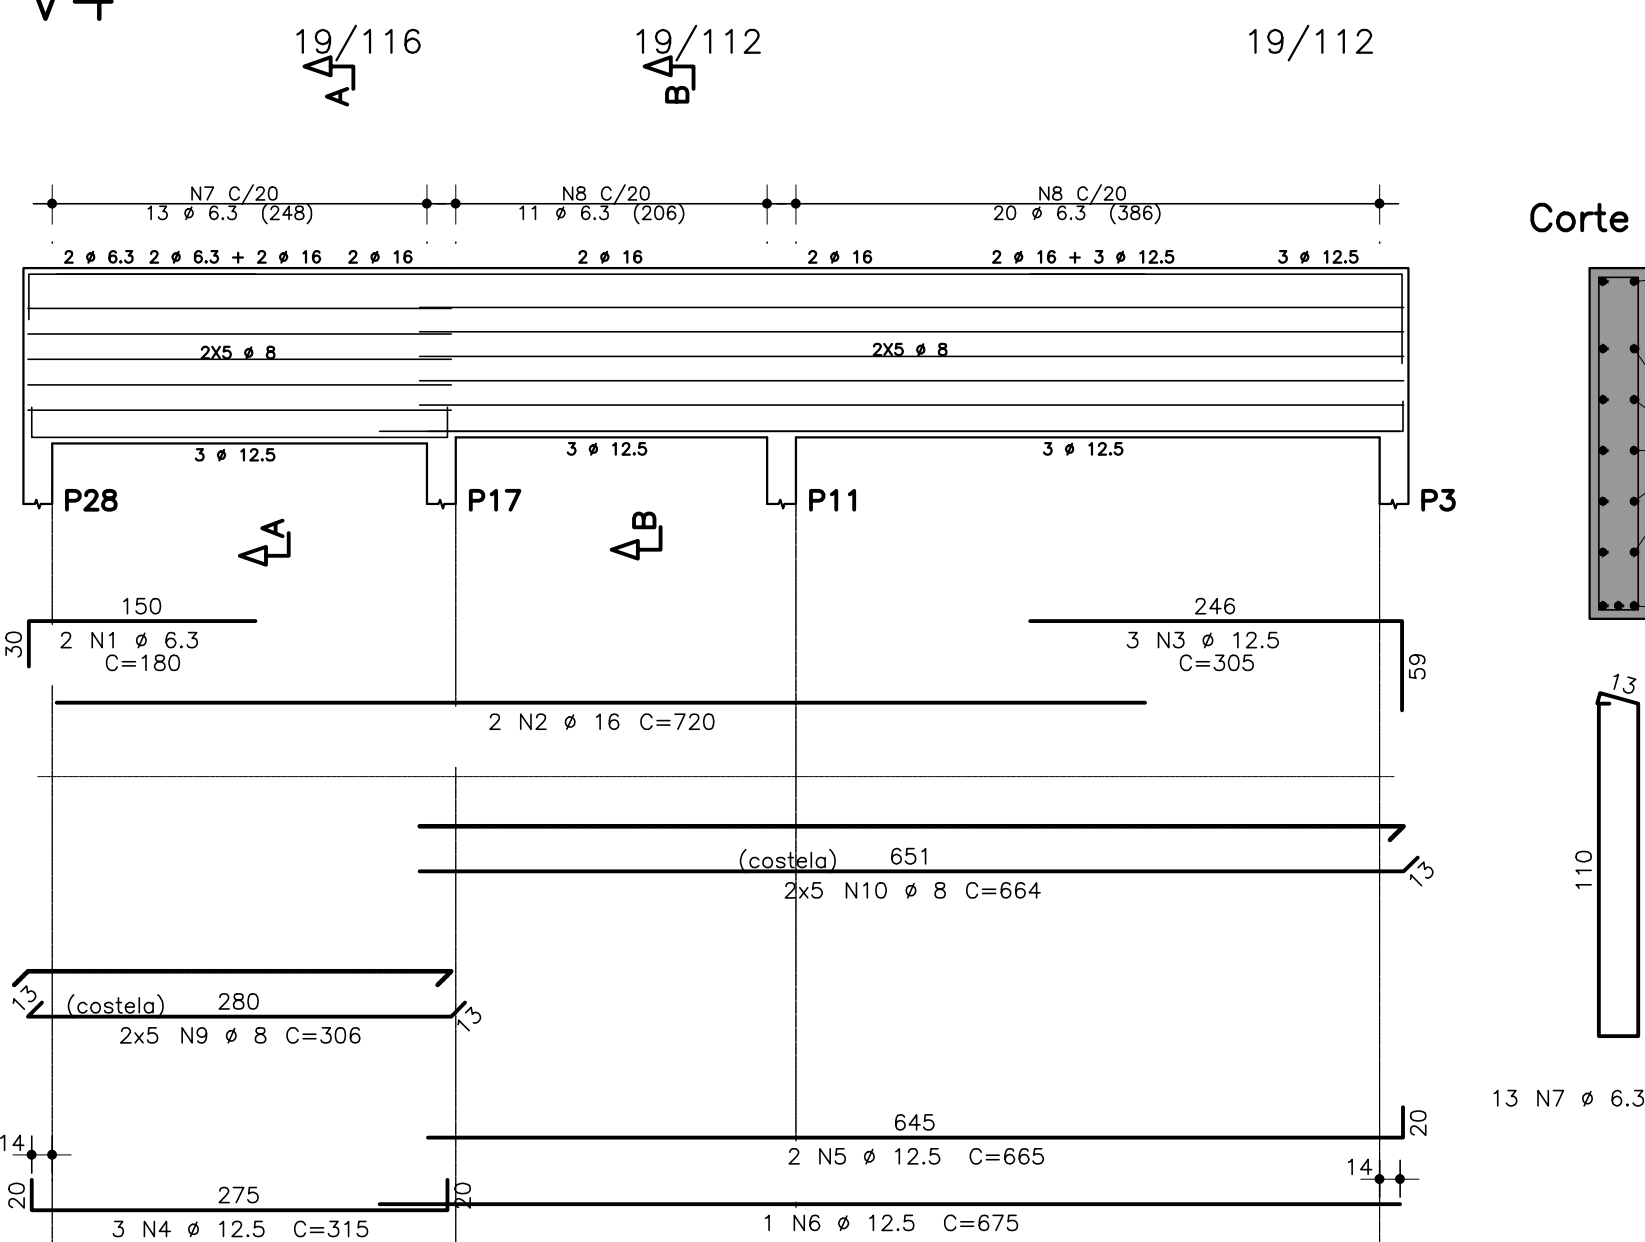 19/116
19/112
19/112
A
B
N7 C/20
13 ø 6.3 (248)
N8 C/20
11 ø 6.3 (206)
N8 C/20
20 ø 6.3 (386)
Corte
2 ø 6.3 2 ø 6.3 + 2 ø 16 2 ø 16
2 ø 16
2 ø 16
2 ø 16 + 3 ø 12.5
3 ø 12.5
2X5 ø 8
2X5 ø 8
3 ø 12.5
3 ø 12.5
3 ø 12.5
P28
P17
P11
P3
A
B
150
30
2 N1 ø 6.3
C=180
246
3 N3 ø 12.5
C=305
59
2 N2 ø 16 C=720
13
110
(costela) 651
13
2x5 N10 ø 8 C=664
13
(costela) 280
13
2x5 N9 ø 8 C=306
13 N7 ø 6.3
645
20
2 N5 ø 12.5 C=665
14
14
20
275
20
3 N4 ø 12.5 C=315
1 N6 ø 12.5 C=675